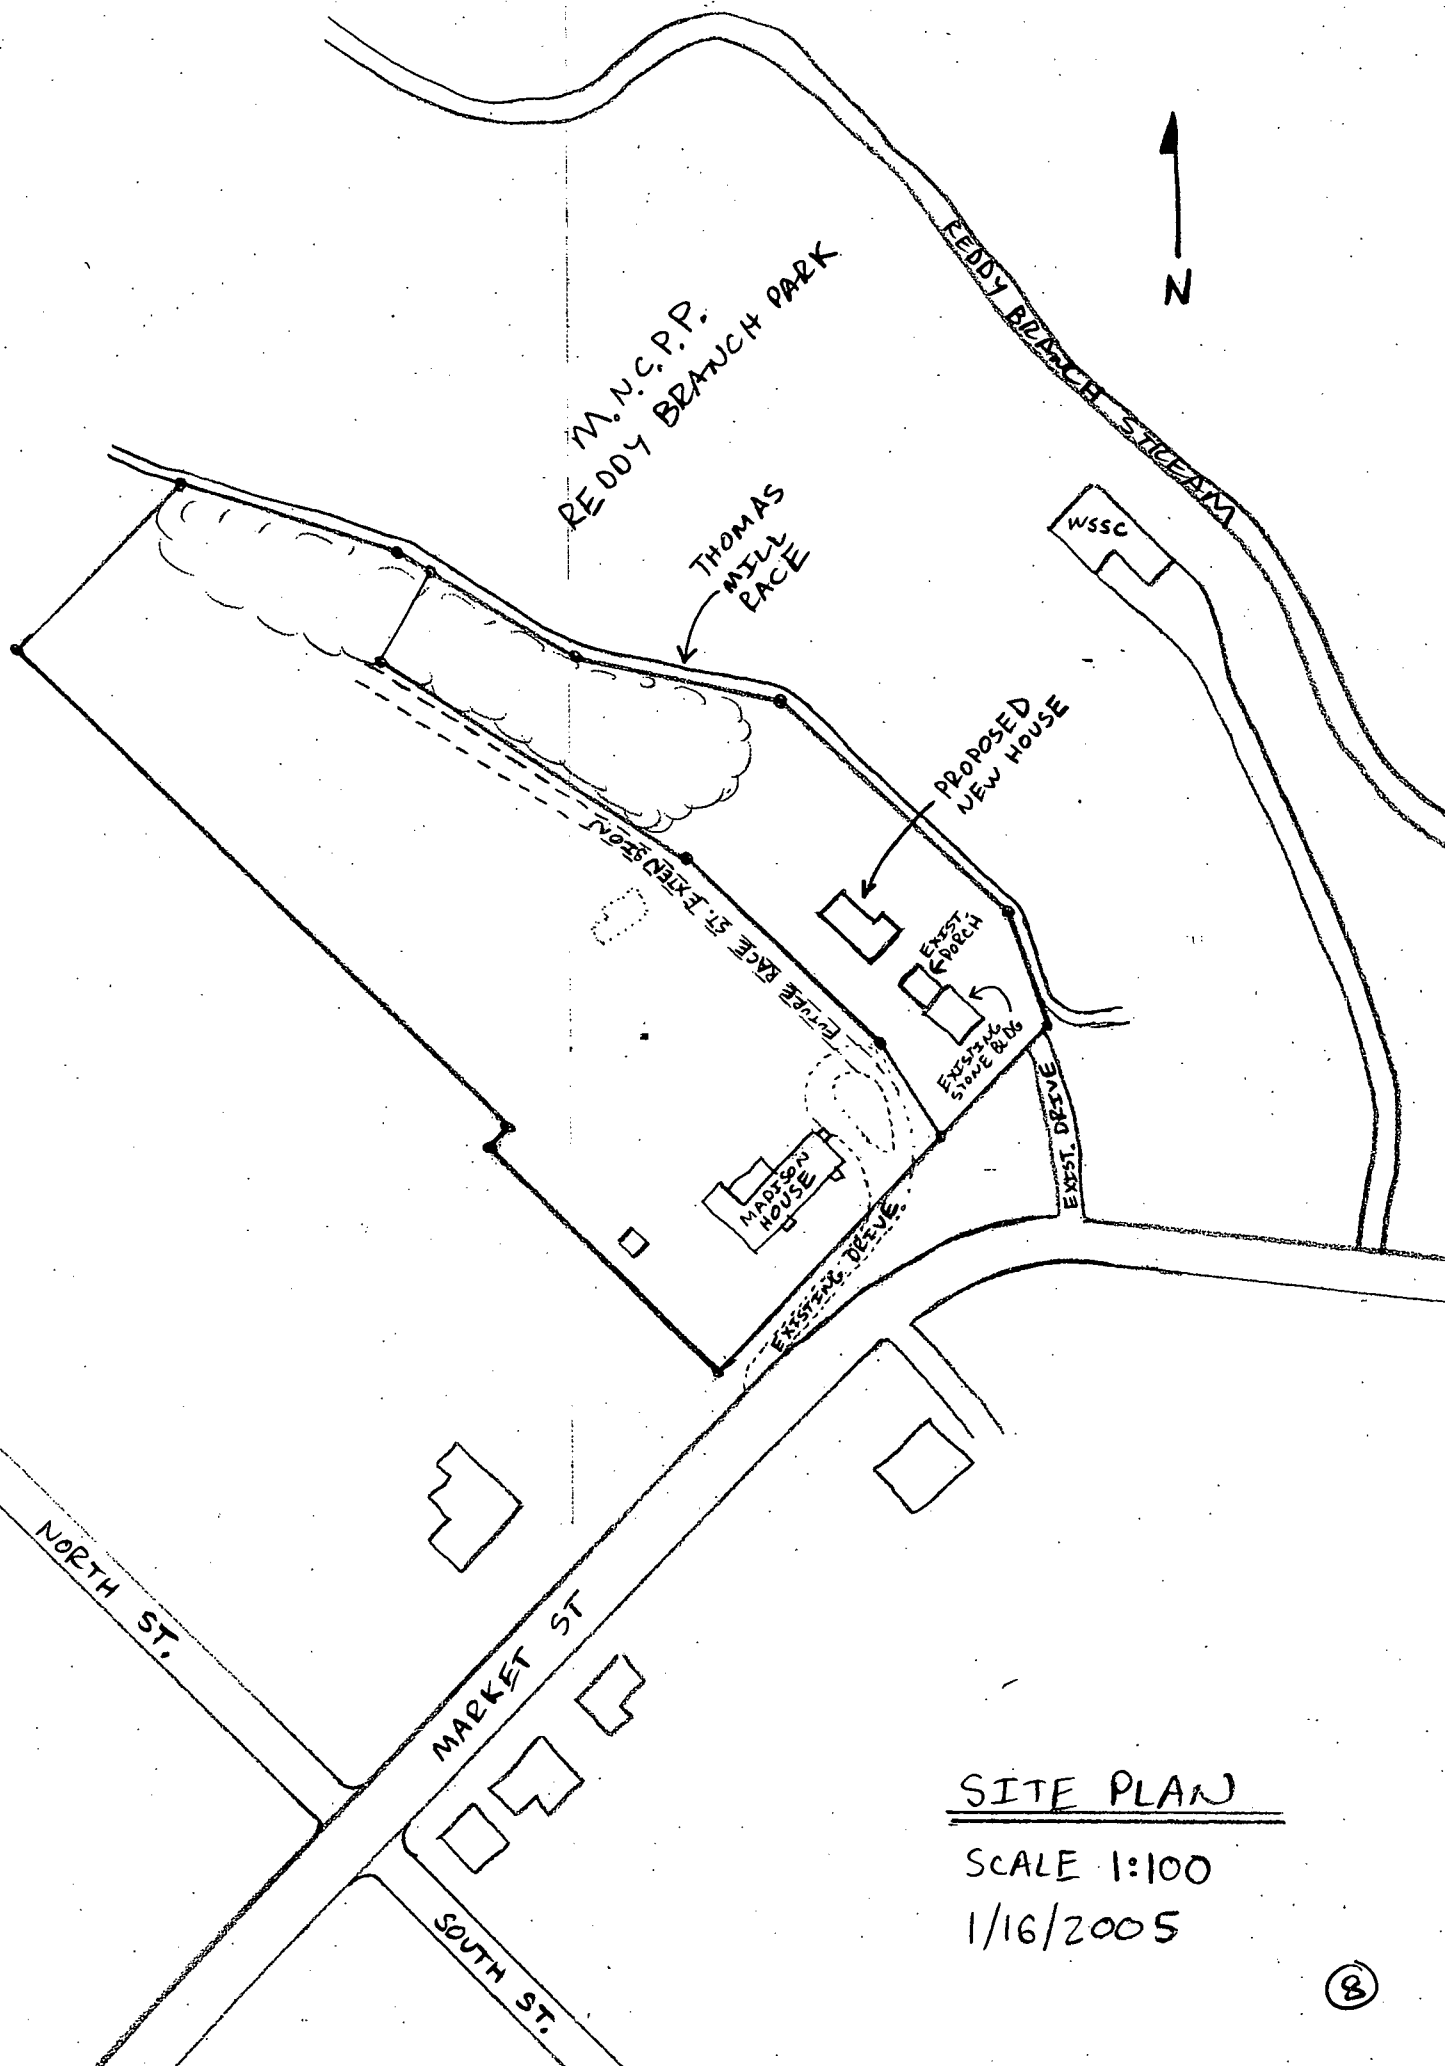 REDDY BRANCH STREAM
N
M.N.C.P.P.
REDDY BRANCH PARK
THOMAS
MILL
RACE
WSSC
PROPOSED
NEW HOUSE
EXIST.
PORCH
EXISTING
STONE BLDG
FUTURE RACE ST. EXTENSION
EXIST. DRIVE
MADISON
HOUSE
EXISTING DRIVE
NORTH ST.
MARKET ST
SOUTH ST.
SITE PLAN
SCALE 1:100
1/16/2005
8